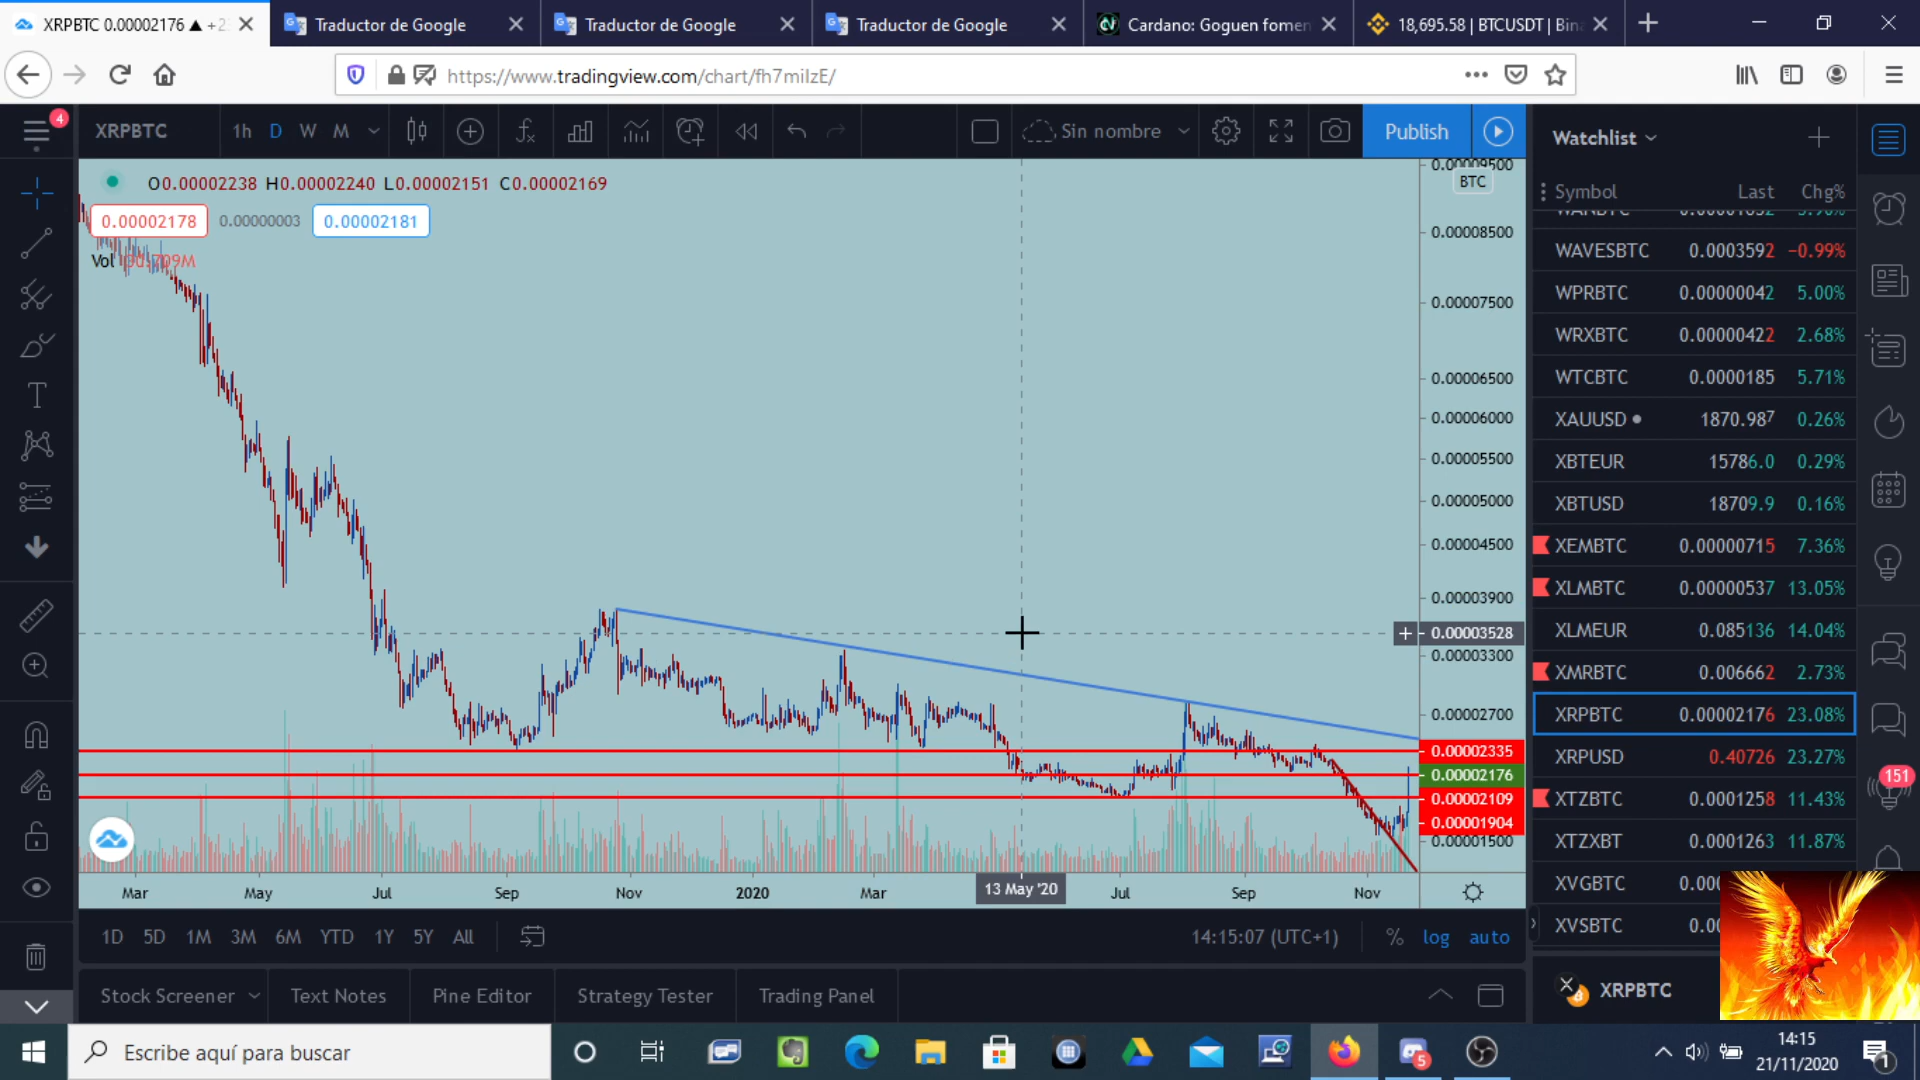 XRPBTC 0.00002176 ▲ +2
Traductor de Google
Traductor de Google
Traductor de Google
Cardano: Goguen fomen
18,695.58 | BTCUSDT | Bin
https://www.tradingview.com/chart/fh7miIzE/
4
XRPBTC
1h D W M
Sin nombre
Publish
Watchlist
O0.00002238 H0.00002240 L0.00002151 C0.00002169
0.00002178 0.00000003 0.00002181
Vol
BTC
0.00009500
0.00008500
0.00007500
0.00006500
0.00006000
0.00005500
0.00005000
0.00004500
0.00003900
0.00003528
0.00003300
0.00002700
0.00002335
0.00002176
0.00002109
0.00001904
0.00001500
Mar May Jul Sep Nov 2020 Mar 13 May '20 Jul Sep Nov
1D 5D 1M 3M 6M YTD 1Y 5Y All
14:15:07 (UTC+1) % log auto
Stock Screener Text Notes Pine Editor Strategy Tester Trading Panel
Symbol Last Chg%
WAVESBTC 0.0003592 −0.99%
WPRBTC 0.00000042 5.00%
WRXBTC 0.00000422 2.68%
WTCBTC 0.0000185 5.71%
XAUUSD 1870.987 0.26%
XBTEUR 15786.0 0.29%
XBTUSD 18709.9 0.16%
XEMBTC 0.00000715 7.36%
XLMBTC 0.00000537 13.05%
XLMEUR 0.085136 14.04%
XMRBTC 0.006662 2.73%
XRPBTC 0.00002176 23.08%
XRPUSD 0.40726 23.27%
XTZBTC 0.0001258 11.43%
XTZXBT 0.0001263 11.87%
XVGBTC 0.00
XVSBTC 0.0
XRPBTC
151
Escribe aquí para buscar
5
14:15
21/11/2020
1